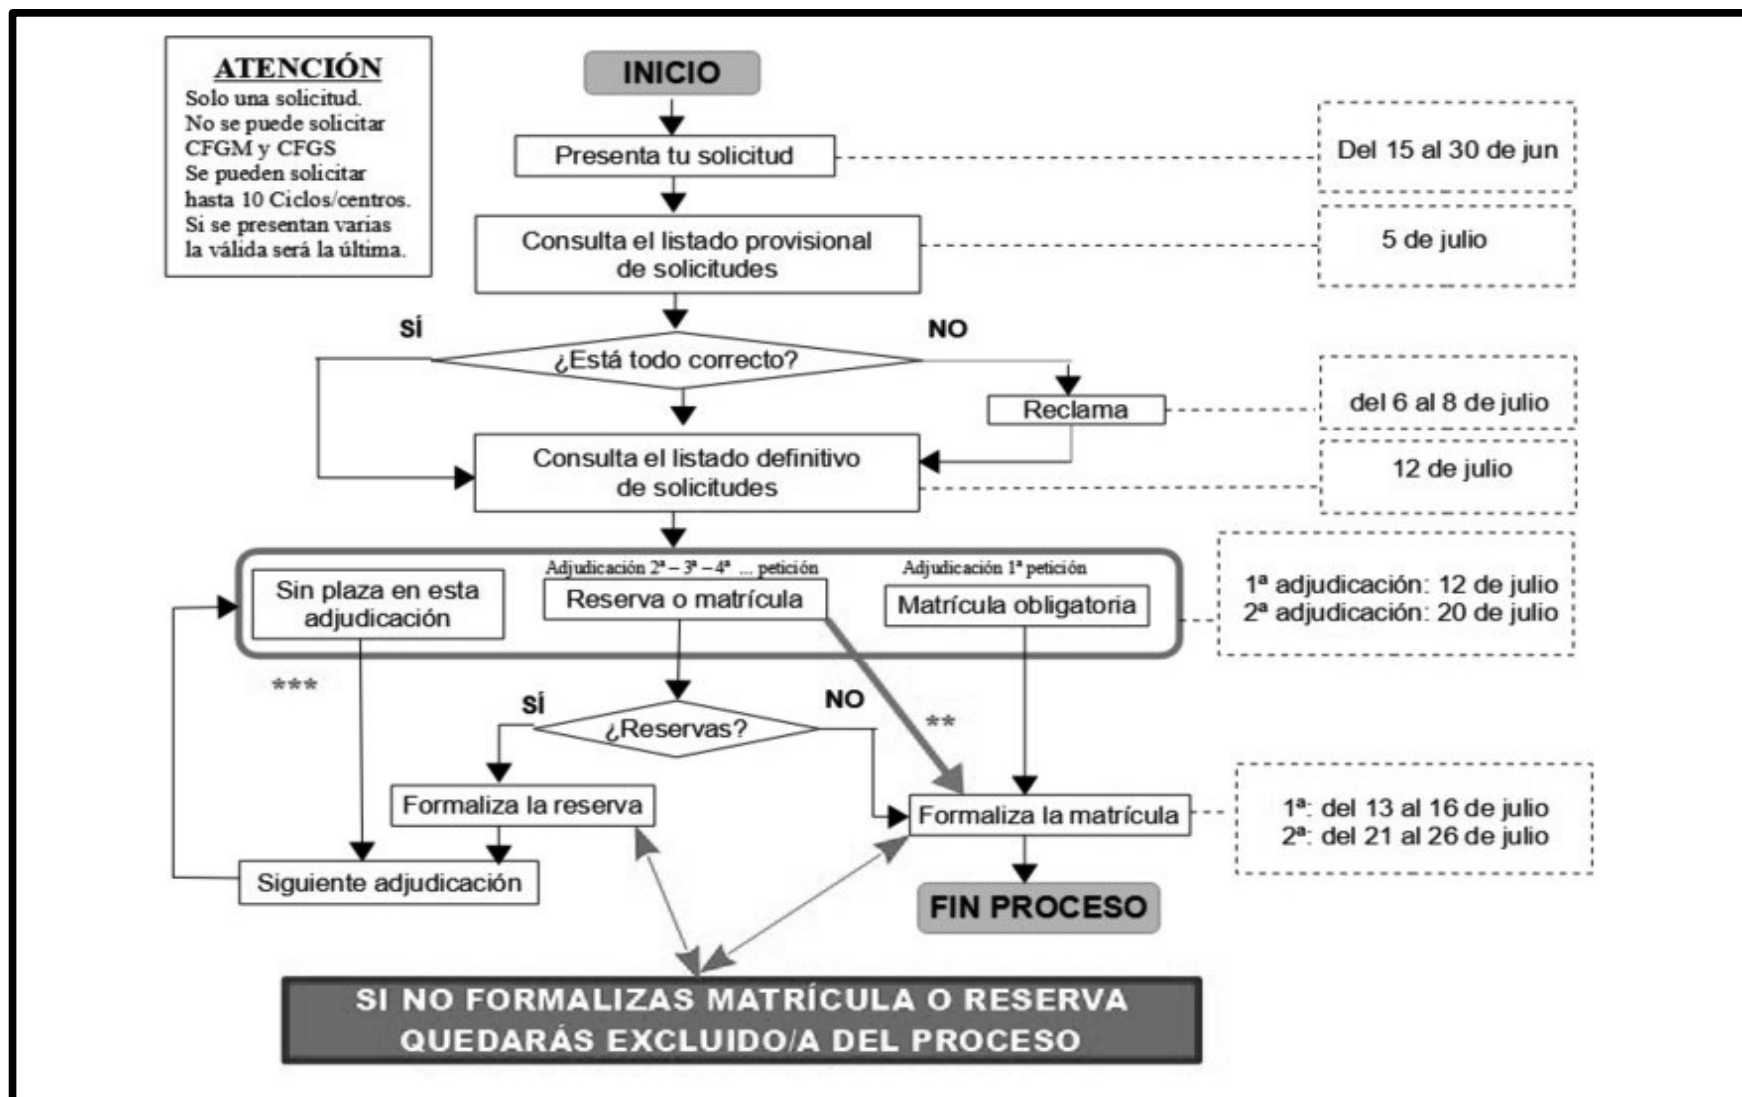 ATENCIÓN
Solo una solicitud.
No se puede solicitar
CFGM y CFGS
Se pueden solicitar
hasta 10 Ciclos/centros.
Si se presentan varias
la válida será la última.
INICIO
Presenta tu solicitud
Del 15 al 30 de jun
Consulta el listado provisional
de solicitudes
5 de julio
SÍ
NO
¿Está todo correcto?
Reclama
del 6 al 8 de julio
Consulta el listado definitivo
de solicitudes
12 de julio
Sin plaza en esta
adjudicación
Adjudicación 2ª – 3ª – 4ª ... petición
Reserva o matrícula
Adjudicación 1ª petición
Matrícula obligatoria
1ª adjudicación: 12 de julio
2ª adjudicación: 20 de julio
***
SÍ
NO
¿Reservas?
**
Formaliza la reserva
Formaliza la matrícula
1ª: del 13 al 16 de julio
2ª: del 21 al 26 de julio
Siguiente adjudicación
FIN PROCESO
SI NO FORMALIZAS MATRÍCULA O RESERVA
QUEDARÁS EXCLUIDO/A DEL PROCESO